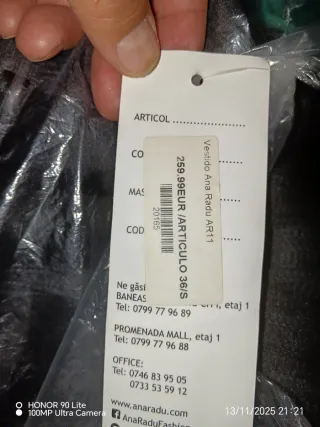 ARTICOL ....................
CO
MAS
COD
Vestido Ana Radu AR11
259.99EUR /ARTICULO 36/S
20165
Ne găs
BANEAS
etaj 1
Tel: 0799 77 96 89
PROMENADA MALL, etaj 1
Tel: 0799 77 96 88
OFFICE:
Tel: 0746 83 95 05
0733 53 59 12
www.anaradu.com
AnaRaduFashion
HONOR 90 Lite
100MP Ultra Camera
13/11/2025 21:21